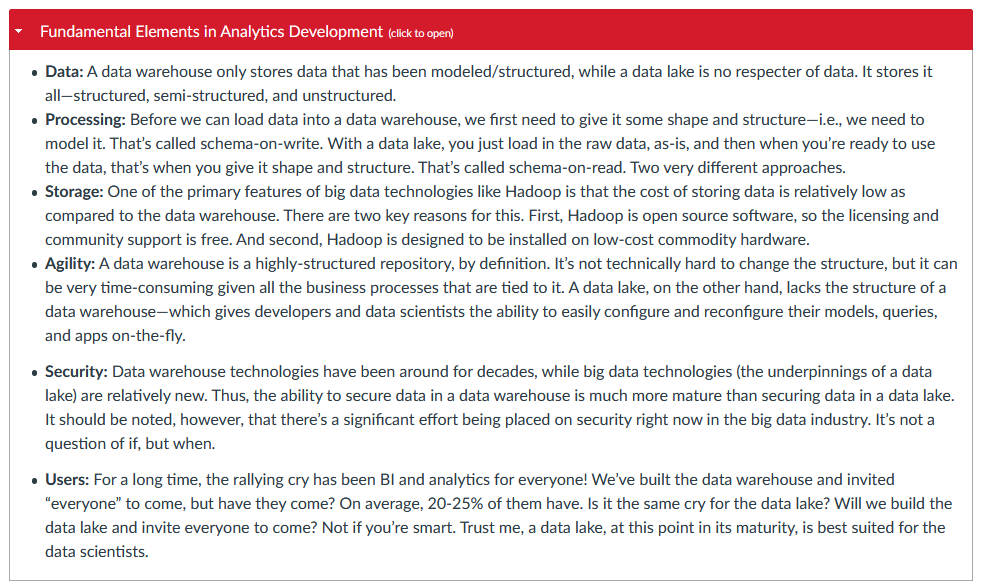 Fundamental Elements in Analytics Development (click to open)
• Data: A data warehouse only stores data that has been modeled/structured, while a data lake is no respecter of data. It stores it
all—structured, semi-structured, and unstructured.
• Processing: Before we can load data into a data warehouse, we first need to give it some shape and structure—i.e., we need to
model it. That’s called schema-on-write. With a data lake, you just load in the raw data, as-is, and then when you’re ready to use
the data, that’s when you give it shape and structure. That’s called schema-on-read. Two very different approaches.
• Storage: One of the primary features of big data technologies like Hadoop is that the cost of storing data is relatively low as
compared to the data warehouse. There are two key reasons for this. First, Hadoop is open source software, so the licensing and
community support is free. And second, Hadoop is designed to be installed on low-cost commodity hardware.
• Agility: A data warehouse is a highly-structured repository, by definition. It’s not technically hard to change the structure, but it can
be very time-consuming given all the business processes that are tied to it. A data lake, on the other hand, lacks the structure of a
data warehouse—which gives developers and data scientists the ability to easily configure and reconfigure their models, queries,
and apps on-the-fly.
• Security: Data warehouse technologies have been around for decades, while big data technologies (the underpinnings of a data
lake) are relatively new. Thus, the ability to secure data in a data warehouse is much more mature than securing data in a data lake.
It should be noted, however, that there’s a significant effort being placed on security right now in the big data industry. It’s not a
question of if, but when.
• Users: For a long time, the rallying cry has been BI and analytics for everyone! We’ve built the data warehouse and invited
“everyone” to come, but have they come? On average, 20-25% of them have. Is it the same cry for the data lake? Will we build the
data lake and invite everyone to come? Not if you’re smart. Trust me, a data lake, at this point in its maturity, is best suited for the
data scientists.